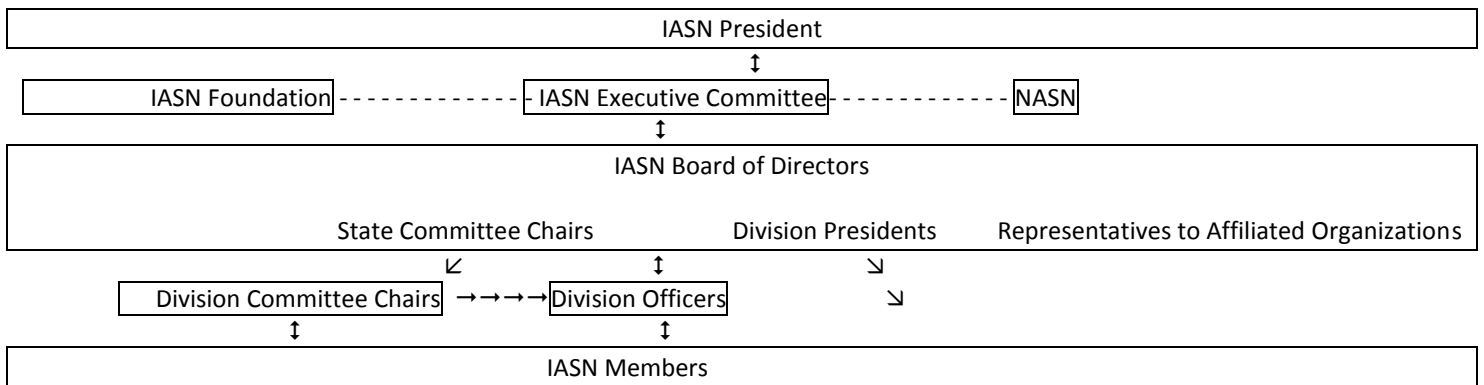 IASN President
↕
IASN Foundation - - - - - - - - - - - - - - IASN Executive Committee - - - - - - - - - - - - - NASN
↕
IASN Board of Directors
State Committee Chairs Division Presidents Representatives to Affiliated Organizations
↙ ↕ ↘
Division Committee Chairs →→→→ Division Officers ↘
↕ ↕
IASN Members